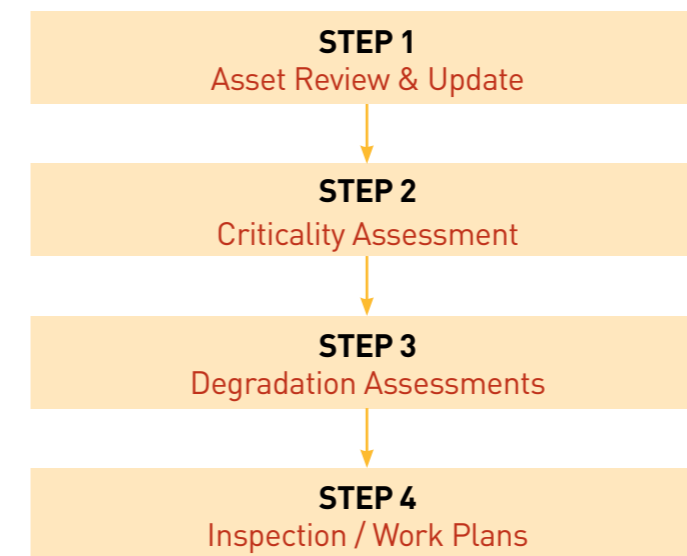 STEP 1
Asset Review & Update
STEP 2
Criticality Assessment
STEP 3
Degradation Assessments
STEP 4
Inspection / Work Plans